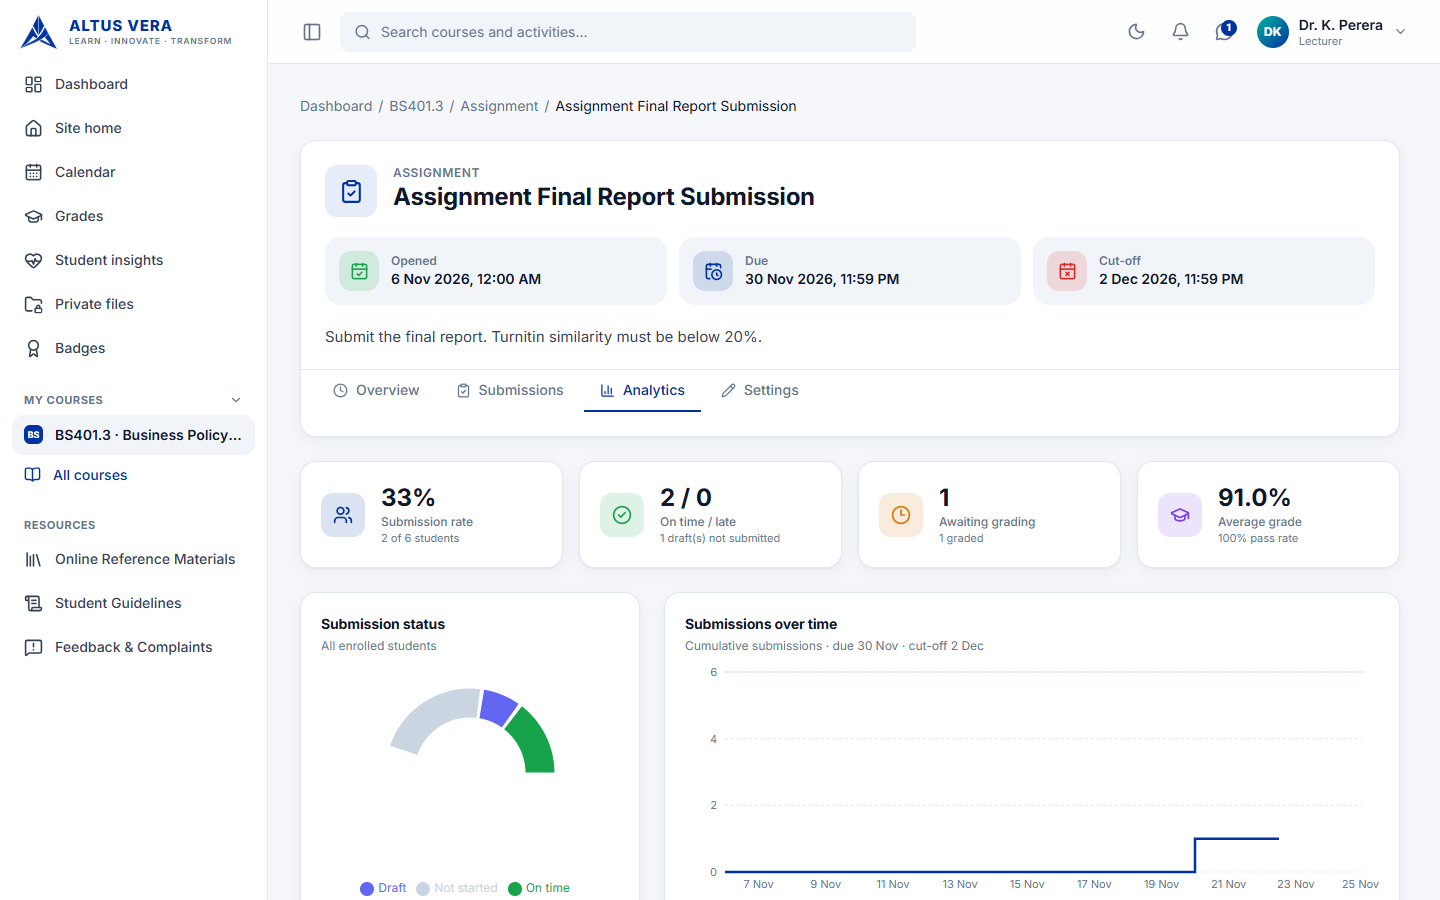 ALTUS VERA
LEARN · INNOVATE · TRANSFORM
Dashboard
Site home
Calendar
Grades
Student insights
Private files
Badges
MY COURSES
BS
BS401.3 · Business Policy...
All courses
RESOURCES
Online Reference Materials
Student Guidelines
Feedback & Complaints
Search courses and activities...
1
DK
Dr. K. Perera
Lecturer
Dashboard / BS401.3 / Assignment / Assignment Final Report Submission
ASSIGNMENT
Assignment Final Report Submission
Opened
6 Nov 2026, 12:00 AM
Due
30 Nov 2026, 11:59 PM
Cut-off
2 Dec 2026, 11:59 PM
Submit the final report. Turnitin similarity must be below 20%.
Overview
Submissions
Analytics
Settings
33%
Submission rate
2 of 6 students
2 / 0
On time / late
1 draft(s) not submitted
1
Awaiting grading
1 graded
91.0%
Average grade
100% pass rate
Submission status
All enrolled students
Draft
Not started
On time
Submissions over time
Cumulative submissions · due 30 Nov · cut-off 2 Dec
6
4
2
0
7 Nov
9 Nov
11 Nov
13 Nov
15 Nov
17 Nov
19 Nov
21 Nov
23 Nov
25 Nov